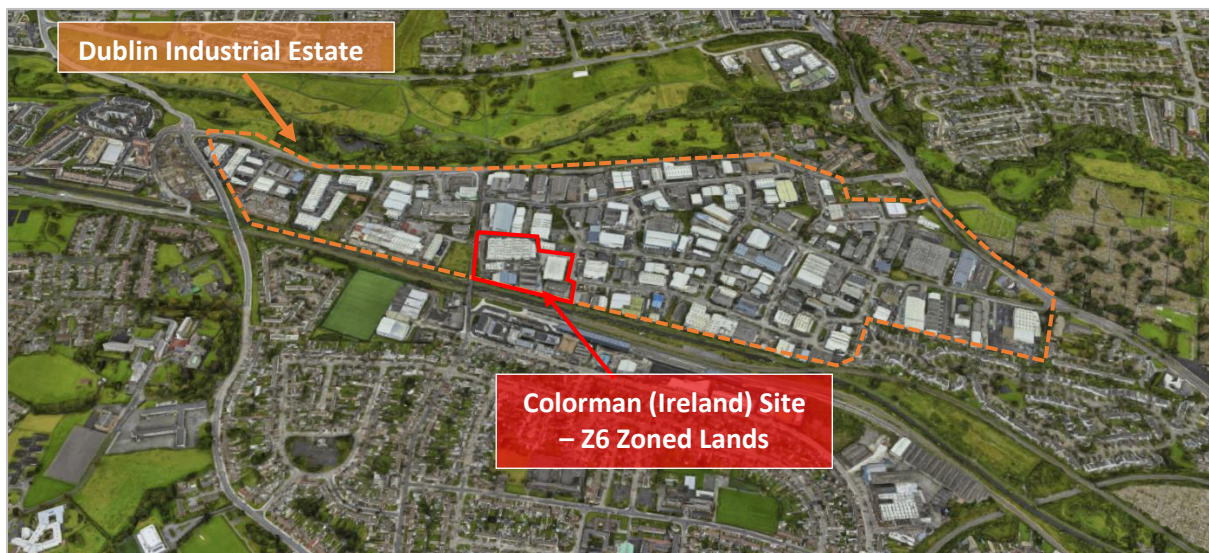 Dublin Industrial Estate
Colorman (Ireland) Site
– Z6 Zoned Lands